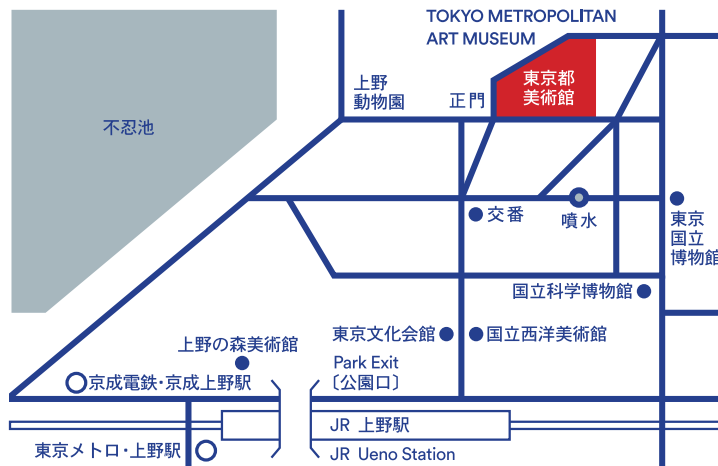 TOKYO METROPOLITAN
ART MUSEUM
東京都
美術館
上野
動物園
正門
不忍池
交番
噴水
東京
国立
博物館
国立科学博物館
東京文化会館
国立西洋美術館
上野の森美術館
Park Exit
〔公園口〕
京成電鉄・京成上野駅
JR 上野駅
東京メトロ・上野駅
JR Ueno Station